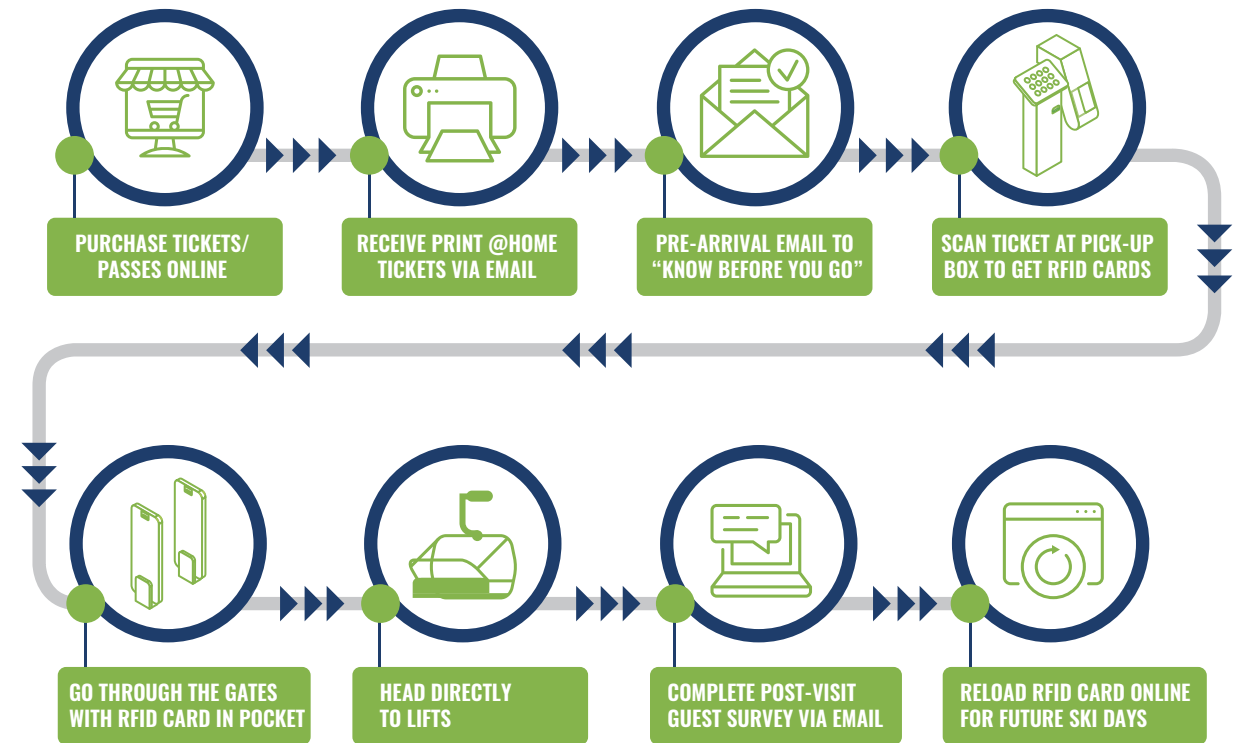 PURCHASE TICKETS/
PASSES ONLINE
RECEIVE PRINT @HOME
TICKETS VIA EMAIL
PRE-ARRIVAL EMAIL TO
“KNOW BEFORE YOU GO”
SCAN TICKET AT PICK-UP
BOX TO GET RFID CARDS
GO THROUGH THE GATES
WITH RFID CARD IN POCKET
HEAD DIRECTLY
TO LIFTS
COMPLETE POST-VISIT
GUEST SURVEY VIA EMAIL
RELOAD RFID CARD ONLINE
FOR FUTURE SKI DAYS